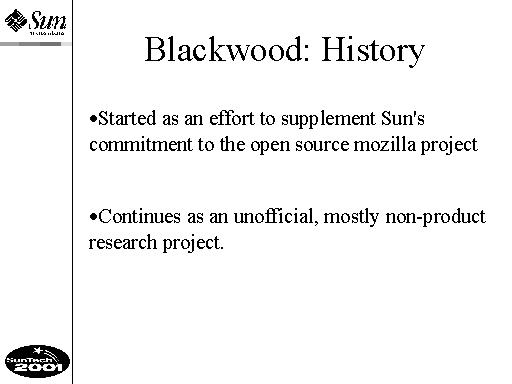 Sun
Blackwood: History
•Started as an effort to supplement Sun's
commitment to the open source mozilla project
•Continues as an unofficial, mostly non-product
research project.
SunTech
2001